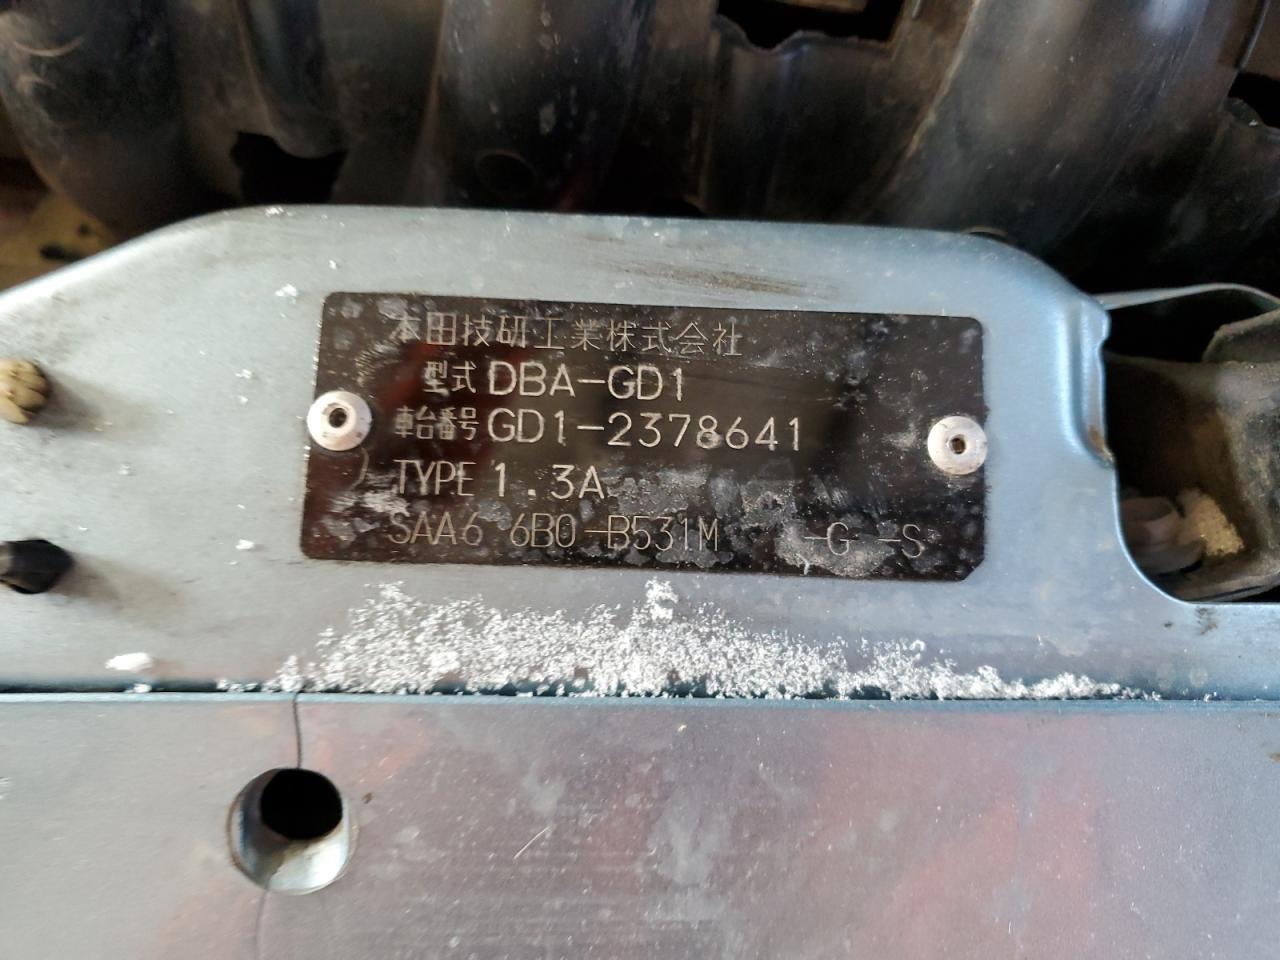 本田技研工業株式会社
型式 DBA-GD1
車台番号 GD1-2378641
TYPE 1.3A
SAA6 6B0-B531M -G -S